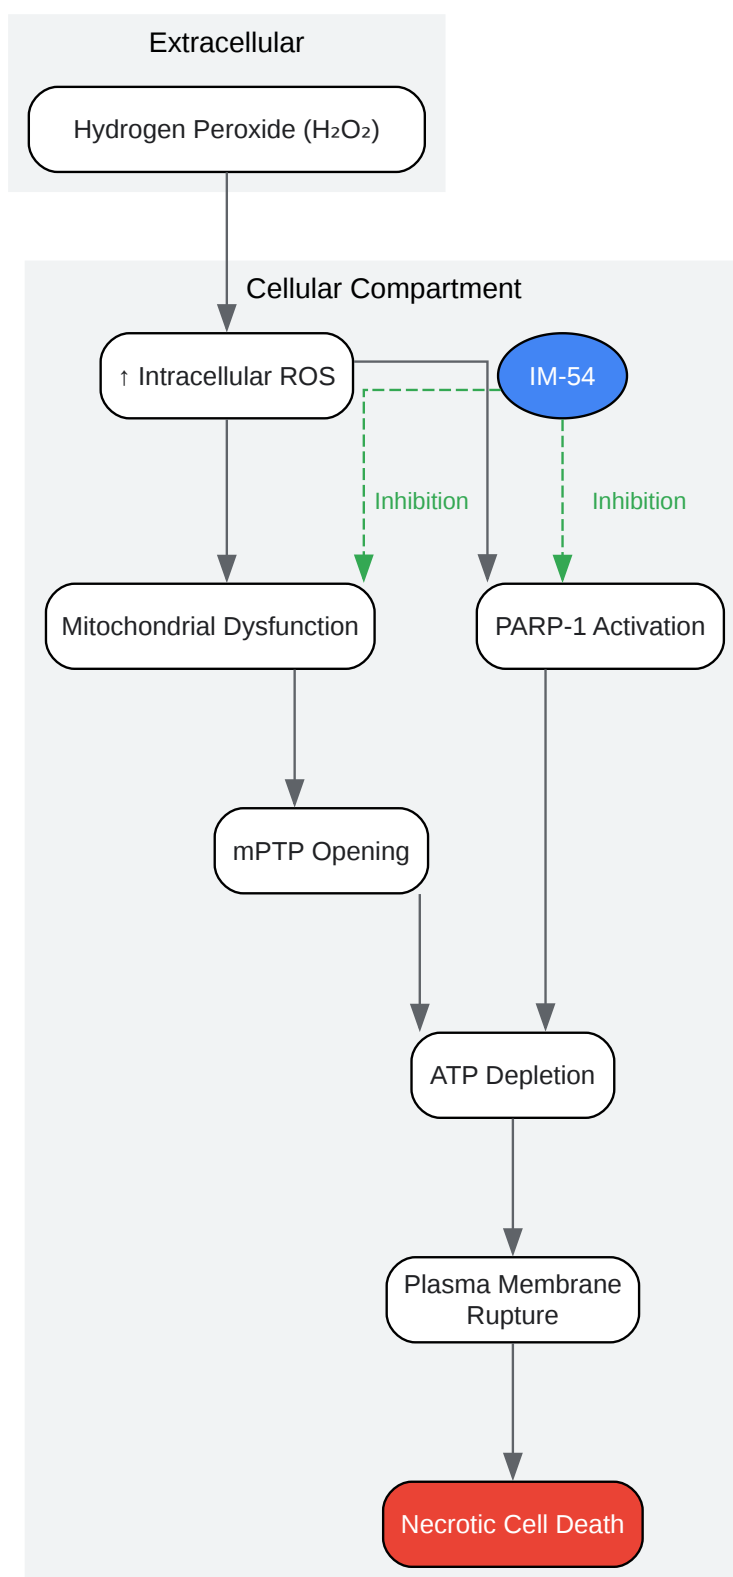 Extracellular
Hydrogen Peroxide (H₂O₂)
Cellular Compartment
↑ Intracellular ROS
IM-54
Inhibition
Inhibition
Mitochondrial Dysfunction
PARP-1 Activation
mPTP Opening
ATP Depletion
Plasma Membrane
Rupture
Necrotic Cell Death